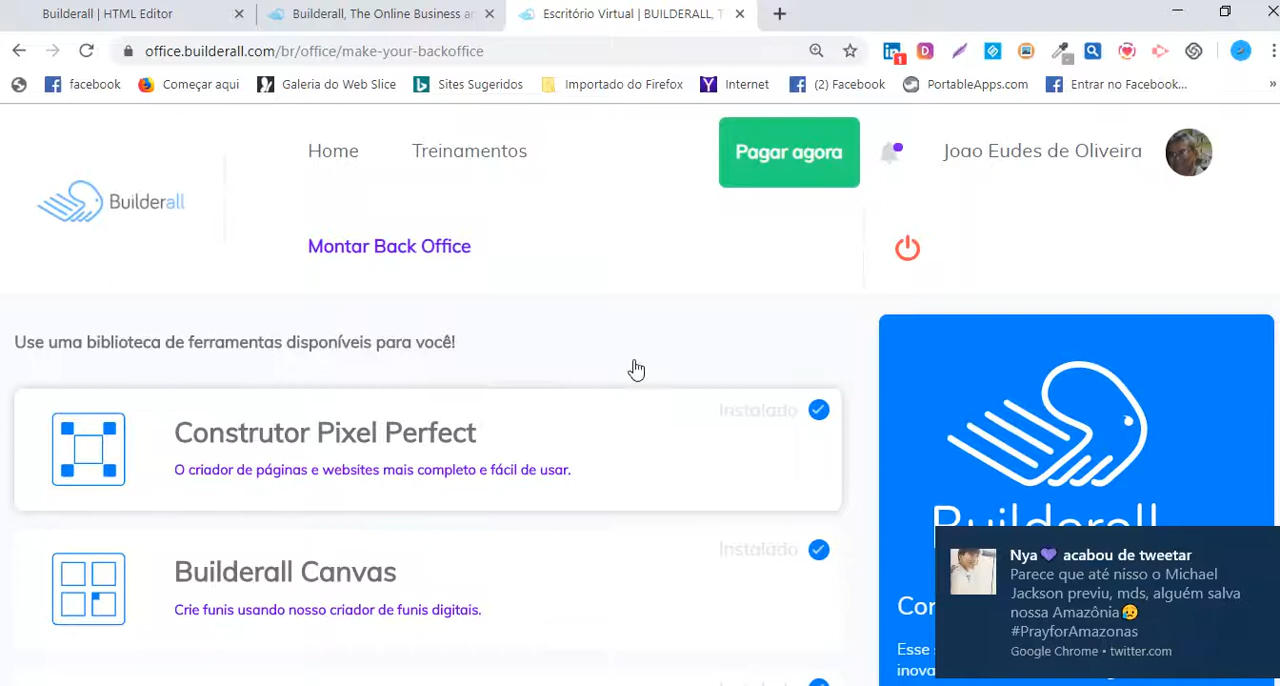 Builderall | HTML Editor
Builderall, The Online Business an
Escritório Virtual | BUILDERALL, T
office.builderall.com/br/office/make-your-backoffice
1
facebook
Começar aqui
Galeria do Web Slice
Sites Sugeridos
Importado do Firefox
Internet
(2) Facebook
PortableApps.com
Entrar no Facebook...
»
Home
Treinamentos
Pagar agora
Joao Eudes de Oliveira
Builderall
Montar Back Office
Use uma biblioteca de ferramentas disponíveis para você!
Instalado
Construtor Pixel Perfect
O criador de páginas e websites mais completo e fácil de usar.
Instalado
Builderall Canvas
Crie funis usando nosso criador de funis digitais.
Builderall
Nya💜 acabou de tweetar
Parece que até nisso o Michael
Jackson previu, mds, alguém salva
nossa Amazônia😥
#PrayforAmazonas
Google Chrome • twitter.com